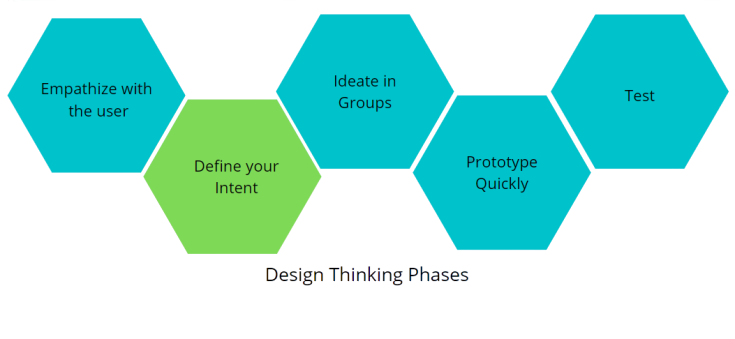 Empathize with
the user
Define your
Intent
Ideate in
Groups
Prototype
Quickly
Test
Design Thinking Phases